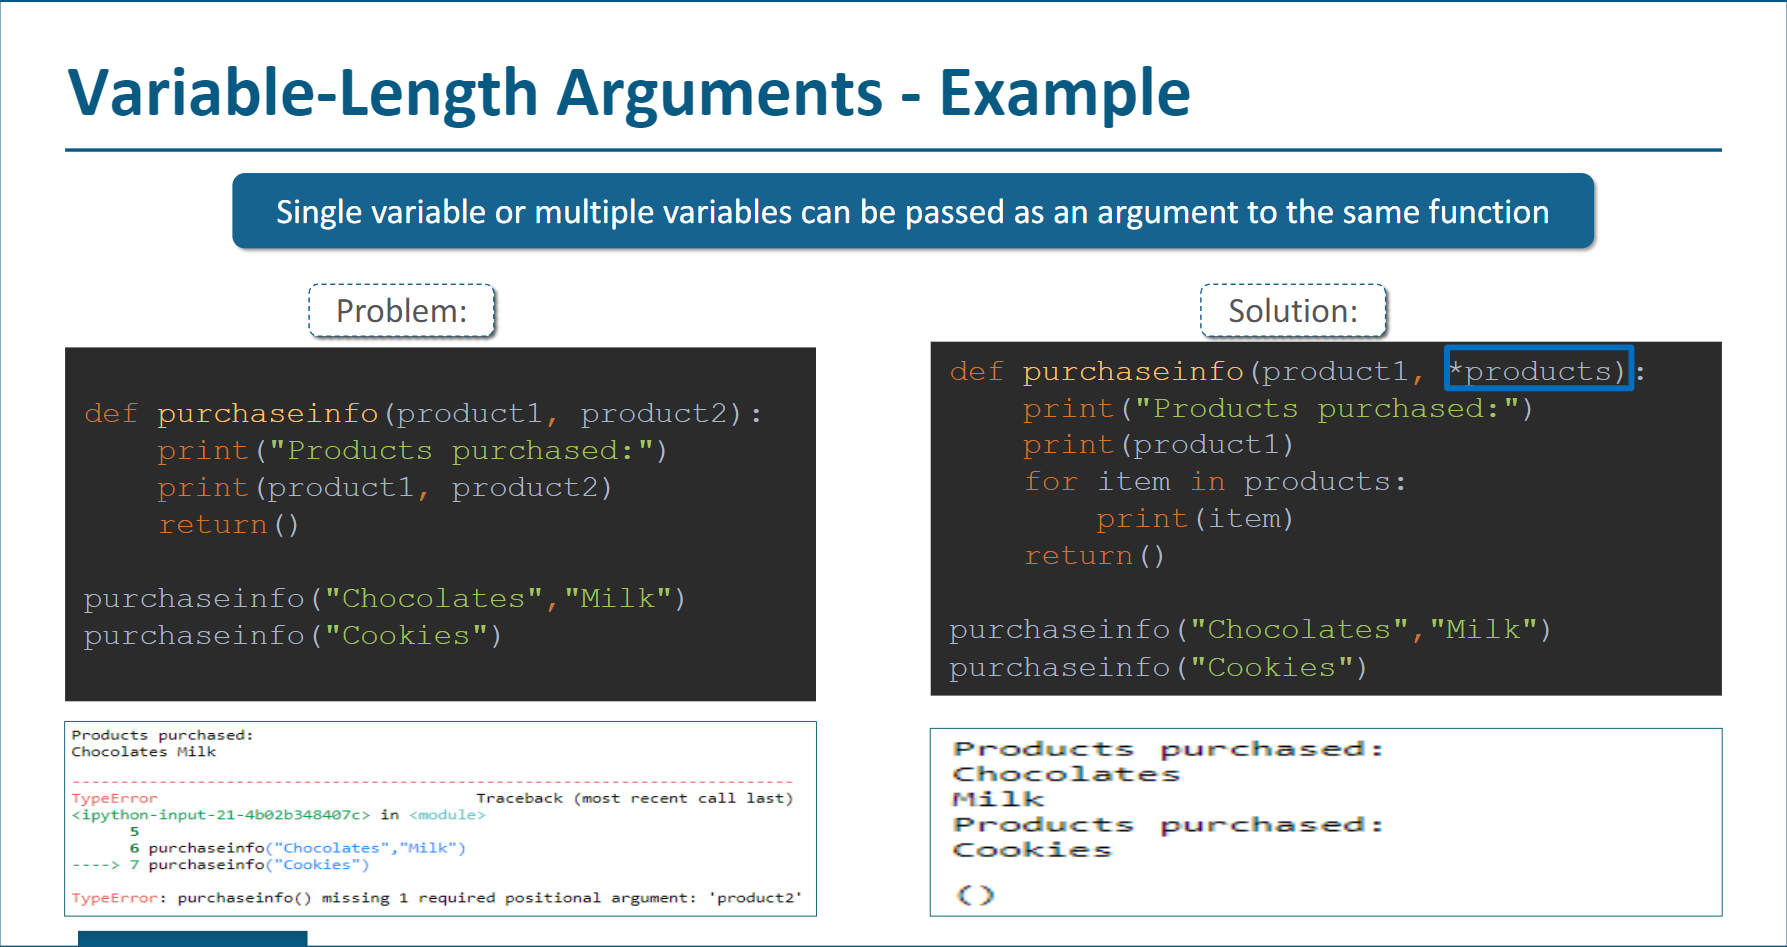 Variable-Length Arguments - Example
Single variable or multiple variables can be passed as an argument to the same function
Problem:
def purchaseinfo(product1, product2):
    print("Products purchased:")
    print(product1, product2)
    return()
purchaseinfo("Chocolates","Milk")
purchaseinfo("Cookies")
Products purchased:
Chocolates Milk
---------------------------------------------------------------------------
TypeError                                 Traceback (most recent call last)
<ipython-input-21-4b02b348407c> in <module>
      5
      6 purchaseinfo("Chocolates","Milk")
----> 7 purchaseinfo("Cookies")
TypeError: purchaseinfo() missing 1 required positional argument: 'product2'
Solution:
def purchaseinfo(product1, *products):
    print("Products purchased:")
    print(product1)
    for item in products:
        print(item)
    return()
purchaseinfo("Chocolates","Milk")
purchaseinfo("Cookies")
Products purchased:
Chocolates
Milk
Products purchased:
Cookies
()